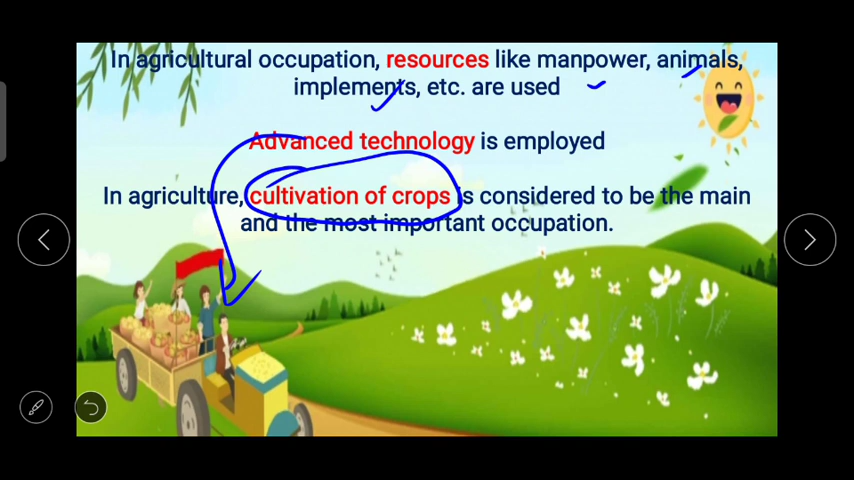 In agricultural occupation, resources like manpower, animals,
implements, etc. are used
Advanced technology is employed
In agriculture, cultivation of crops is considered to be the main
and the most important occupation.